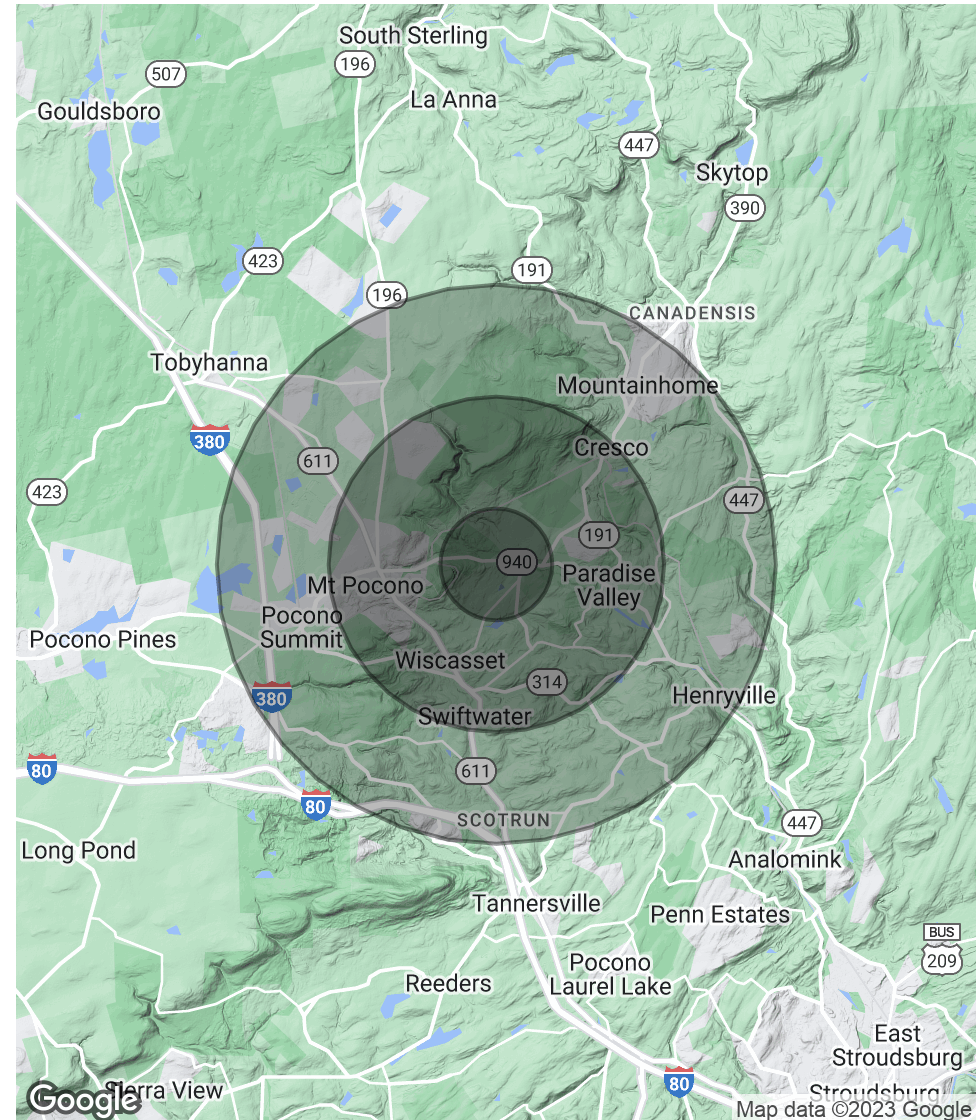 South Sterling
196
507
La Anna
Gouldsboro
447
Skytop
390
423
191
196
CANADENSIS
Tobyhanna
Mountainhome
380
Cresco
611
423
447
191
940
Mt Pocono
Paradise
Valley
Pocono
Summit
Pocono Pines
Wiscasset
314
380
Henryville
Swiftwater
80
611
80
SCOTRUN
447
Long Pond
Analomink
Tannersville
Penn Estates
BUS
209
Pocono
Laurel Lake
Reeders
East
Stroudsburg
80
Sierra View
Stroudsburg
Google
Map data ©2023 Google